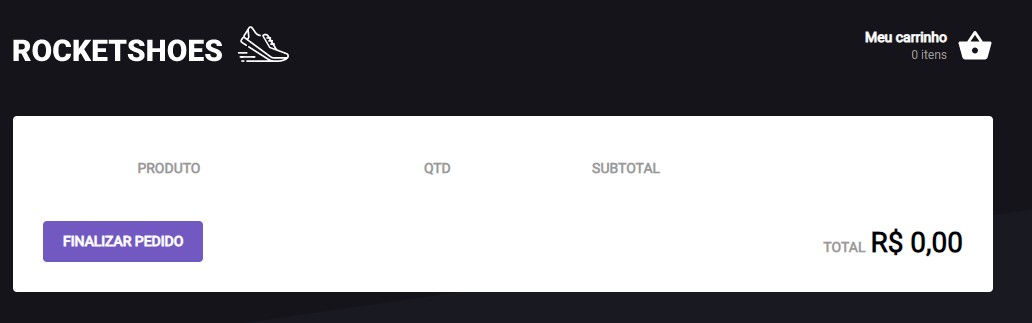 ROCKETSHOES
Meu carrinho
0 itens
PRODUTO QTD SUBTOTAL
FINALIZAR PEDIDO TOTAL R$ 0,00